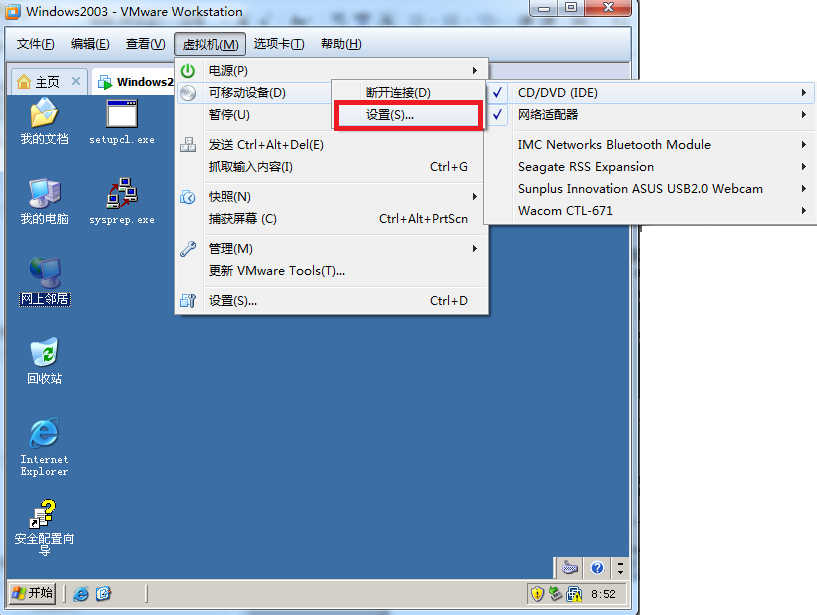 Windows2003 - VMware Workstation
文件(F) 编辑(E) 查看(V) 虚拟机(M) 选项卡(T) 帮助(H)
主页 Windows2
电源(P)
可移动设备(D)
暂停(U)
发送 Ctrl+Alt+Del(E)
抓取输入内容(I) Ctrl+G
快照(N)
捕获屏幕 (C) Ctrl+Alt+PrtScn
管理(M)
更新 VMware Tools(T)...
设置(S)... Ctrl+D
断开连接(D)
设置(S)...
CD/DVD (IDE)
网络适配器
IMC Networks Bluetooth Module
Seagate RSS Expansion
Sunplus Innovation ASUS USB2.0 Webcam
Wacom CTL-671
我的文档
setupcl.exe
我的电脑
sysprep.exe
网上邻居
回收站
Internet
Explorer
安全配置向
导
开始
8:52